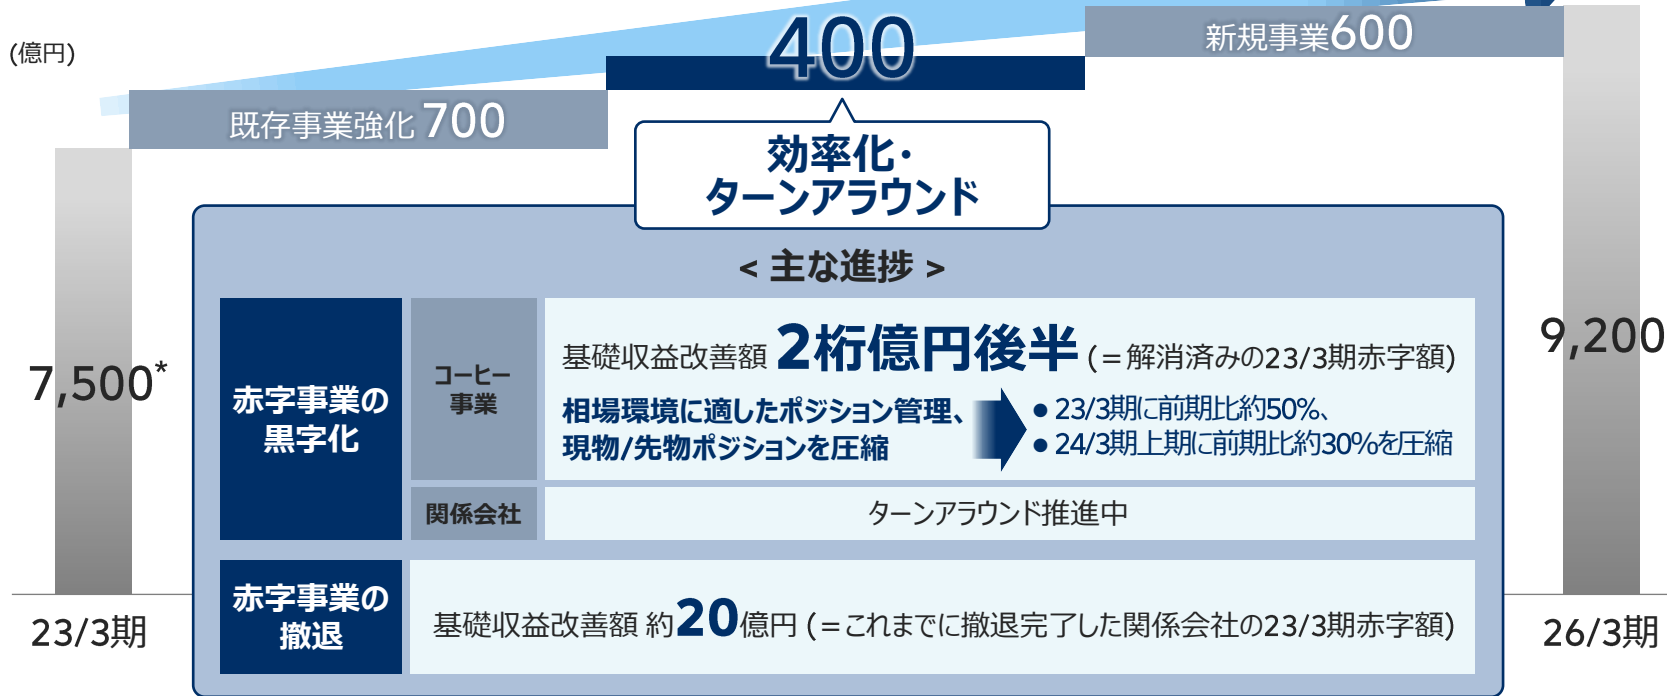 (億円)
既存事業強化 700
400
新規事業600
効率化・
ターンアラウンド
< 主な進捗 >
7,500*
9,200
赤字事業の
黒字化
コーヒー
事業
基礎収益改善額 2桁億円後半 (=解消済みの23/3期赤字額)
相場環境に適したポジション管理、
現物/先物ポジションを圧縮
● 23/3期に前期比約50%、
● 24/3期上期に前期比約30%を圧縮
関係会社
ターンアラウンド推進中
赤字事業の
撤退
基礎収益改善額 約20億円 (=これまでに撤退完了した関係会社の23/3期赤字額)
23/3期
26/3期